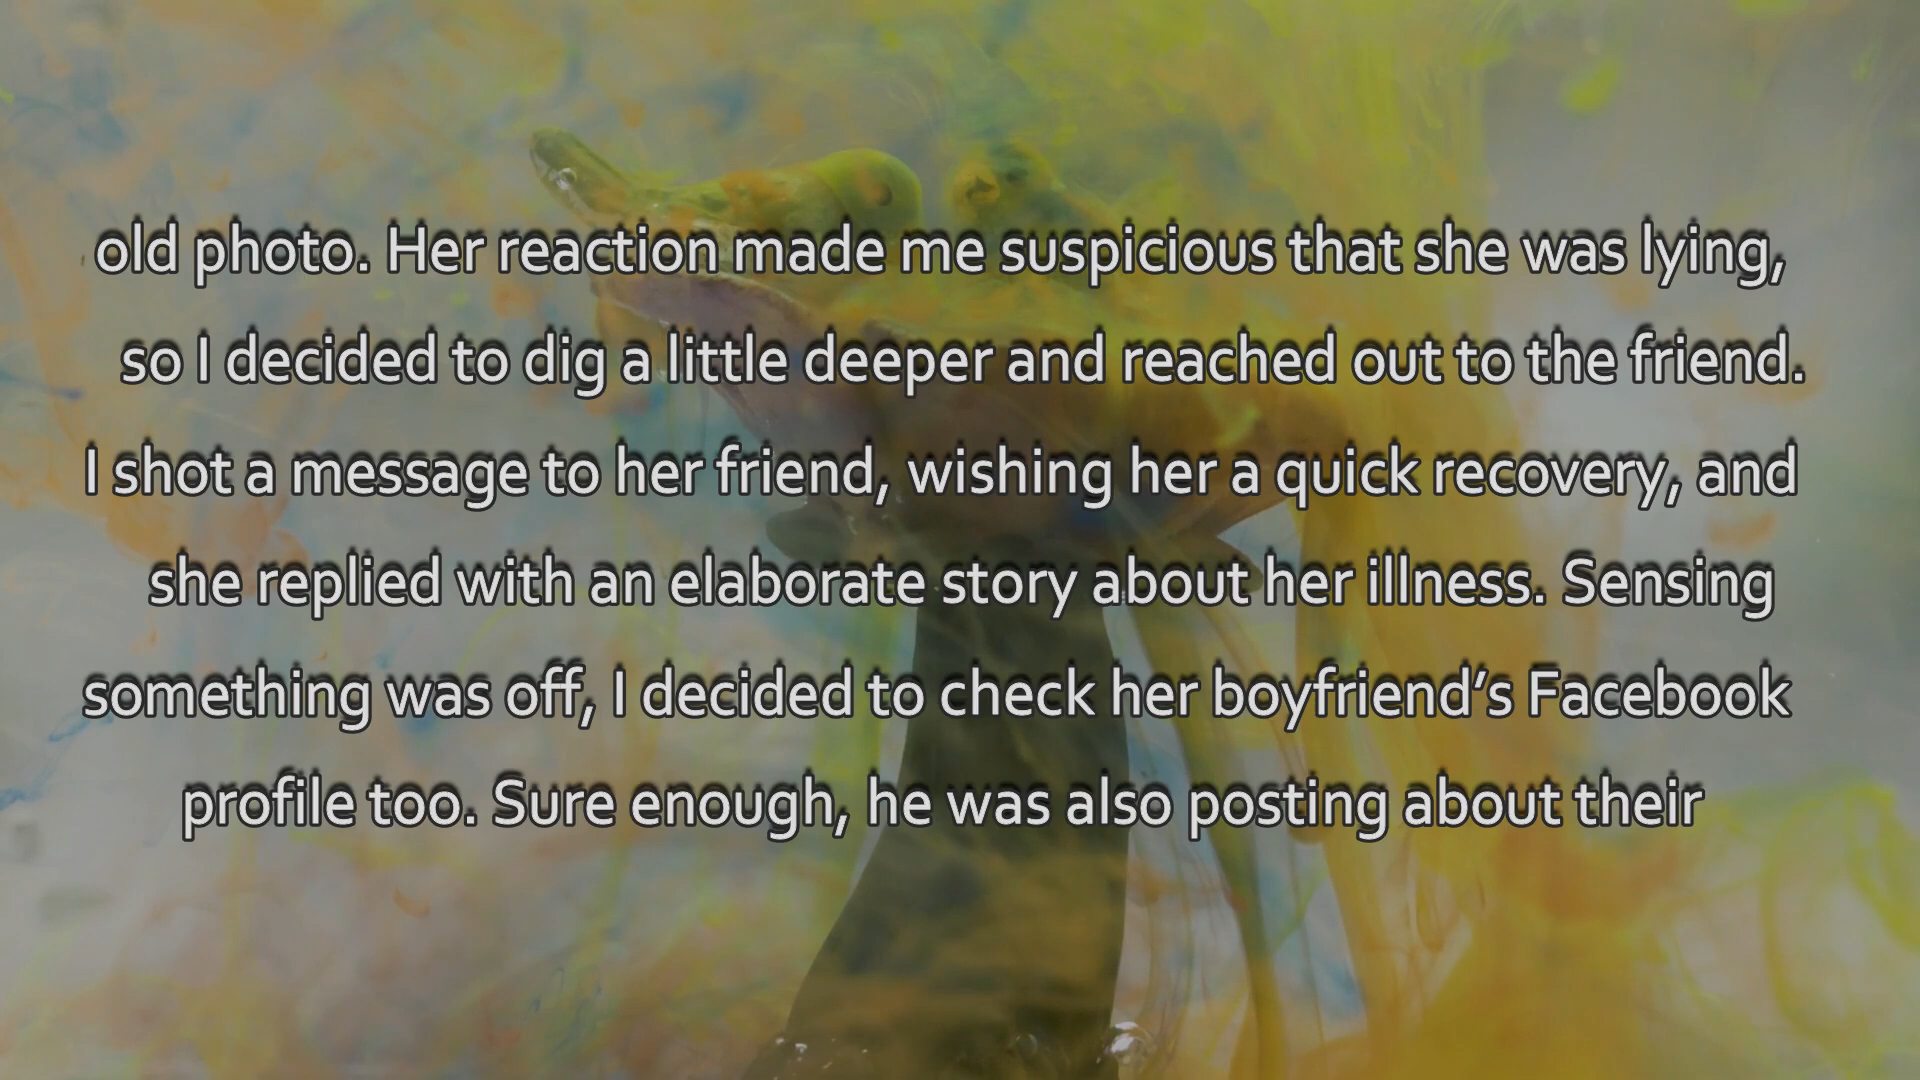 old photo. Her reaction made me suspicious that she was lying,
so I decided to dig a little deeper and reached out to the friend.
I shot a message to her friend, wishing her a quick recovery, and
she replied with an elaborate story about her illness. Sensing
something was off, I decided to check her boyfriend’s Facebook
profile too. Sure enough, he was also posting about their